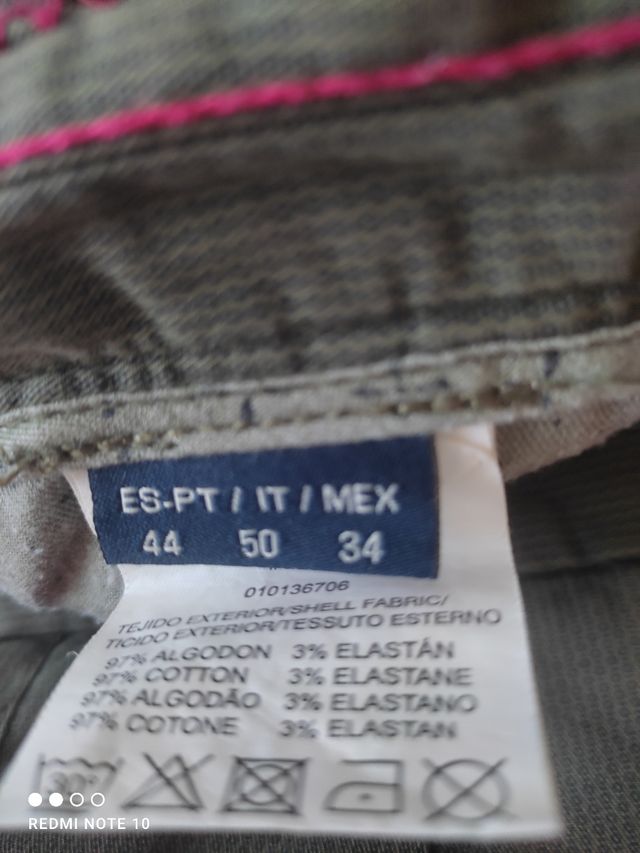 ES-PT / IT / MEX
44 50 34
010136706
TEJIDO EXTERIOR/SHELL FABRIC/
TICIDO EXTERIOR/TESSUTO ESTERNO
97% ALGODON 3% ELASTÁN
97% COTTON 3% ELASTANE
97% ALGODÃO 3% ELASTANO
97% COTONE 3% ELASTAN
30°
REDMI NOTE 10